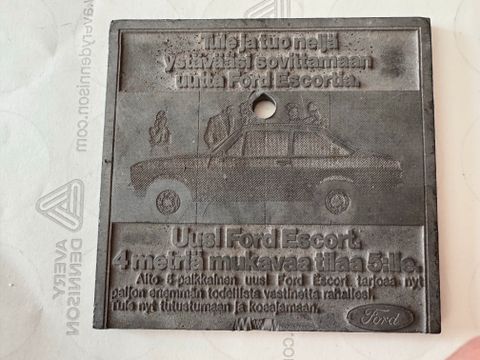 Tule ja tuo neljä
ystävääsi sovittamaan
uutta Ford Escortia.
Uusi Ford Escort.
4 metriä mukavaa tilaa 5:lle.
Aito 5-paikkainen uusi Ford Escort tarjoaa nyt
paljon enemmän todellista vastinetta rahallesi.
Tule nyt tutustumaan ja koeajamaan.
Ford
www.averydennison.com
AVERY
DENNISON